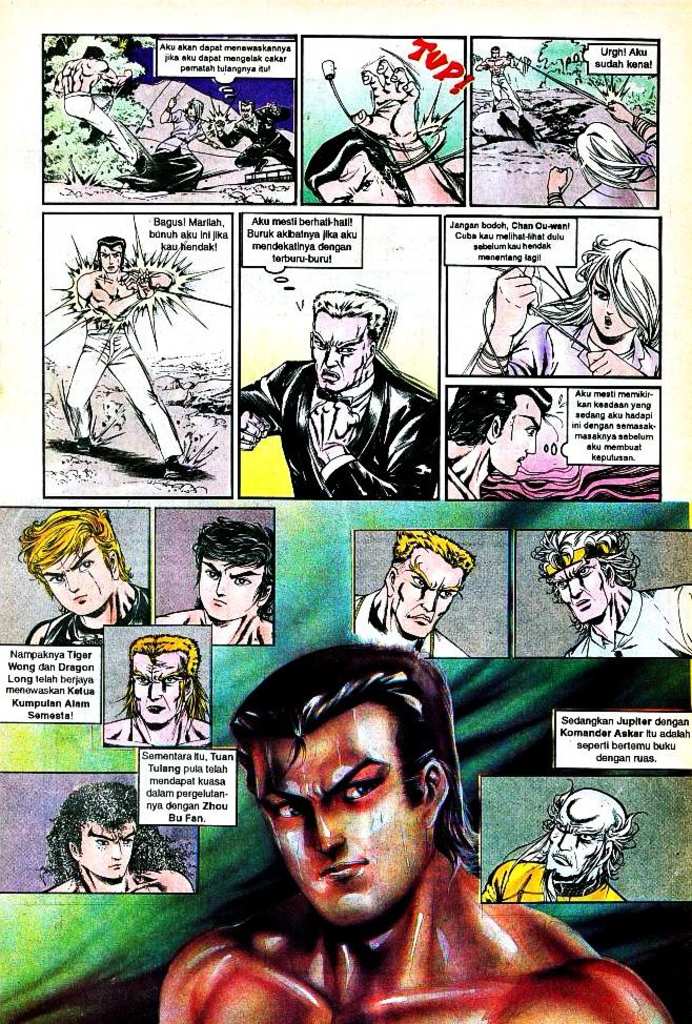 Aku akan dapat menewaskannya
jika aku dapat mengelak cakar
pematah tulangnya itu!
TUP!
Urgh! Aku
sudah kena!
Bagus! Marilah,
bunuh aku ini jika
kau hendak!
Aku mesti berhati-hati!
Buruk akibatnya jika aku
mendekatinya dengan
terburu-buru!
Jangan bodoh, Chan Ou-wan!
Cuba kau melihat-lihat dulu
sebelum kau hendak
menentang lagi!
Aku mesti memikirkan
keadaan yang
sedang aku hadapi
ini dengan semasak-
masaknya sebelum
aku membuat
keputusan.
Nampaknya Tiger
Wong dan Dragon
Long telah berjaya
menewaskan Ketua
Kumpulan Alam
Semesta!
Sementara itu, Tuan
Tulang pula telah
mendapat kuasa
dalam pergelutan-
nya dengan Zhou
Bu Fan.
Sedangkan Jupiter dengan
Komander Askar itu adalah
seperti bertemu buku
dengan ruas.